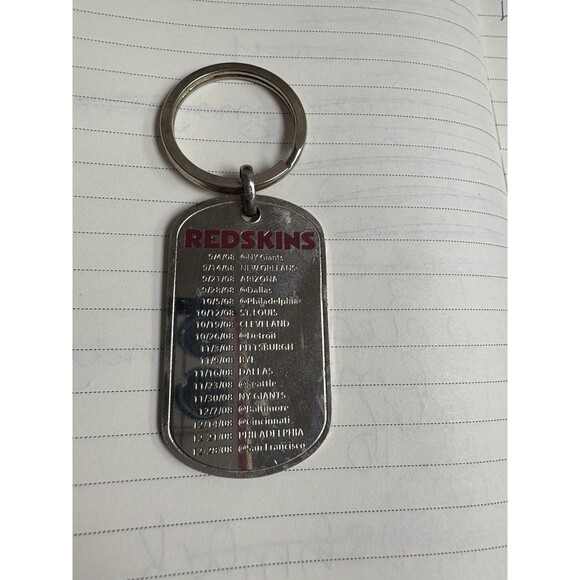 REDSKINS
9/4/08 @NY Giants
9/14/08 NEW ORLEANS
9/21/08 ARIZONA
9/28/08 @Dallas
10/5/08 @Philadelphia
10/12/08 ST. LOUIS
10/19/08 CLEVELAND
10/26/08 @Detroit
11/3/08 PITTSBURGH
11/9/08 BYE
11/16/08 DALLAS
11/23/08 @seattle
11/30/08 NY GIANTS
12/7/08 @Baltimore
12/14/08 @Cincinnati
12/21/08 PHILADELPHIA
12/28/08 @San Francisco